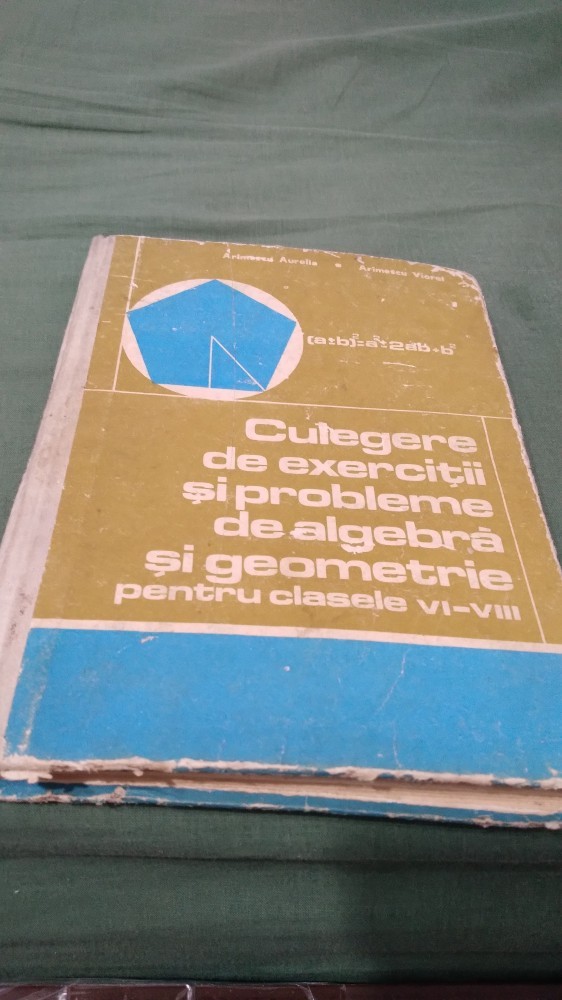 Arimescu Aurelia • Arimescu Viorel
(a±b)²=a²±2ab+b²
Culegere
de exerciții
și probleme
de algebră
și geometrie
pentru clasele VI-VIII